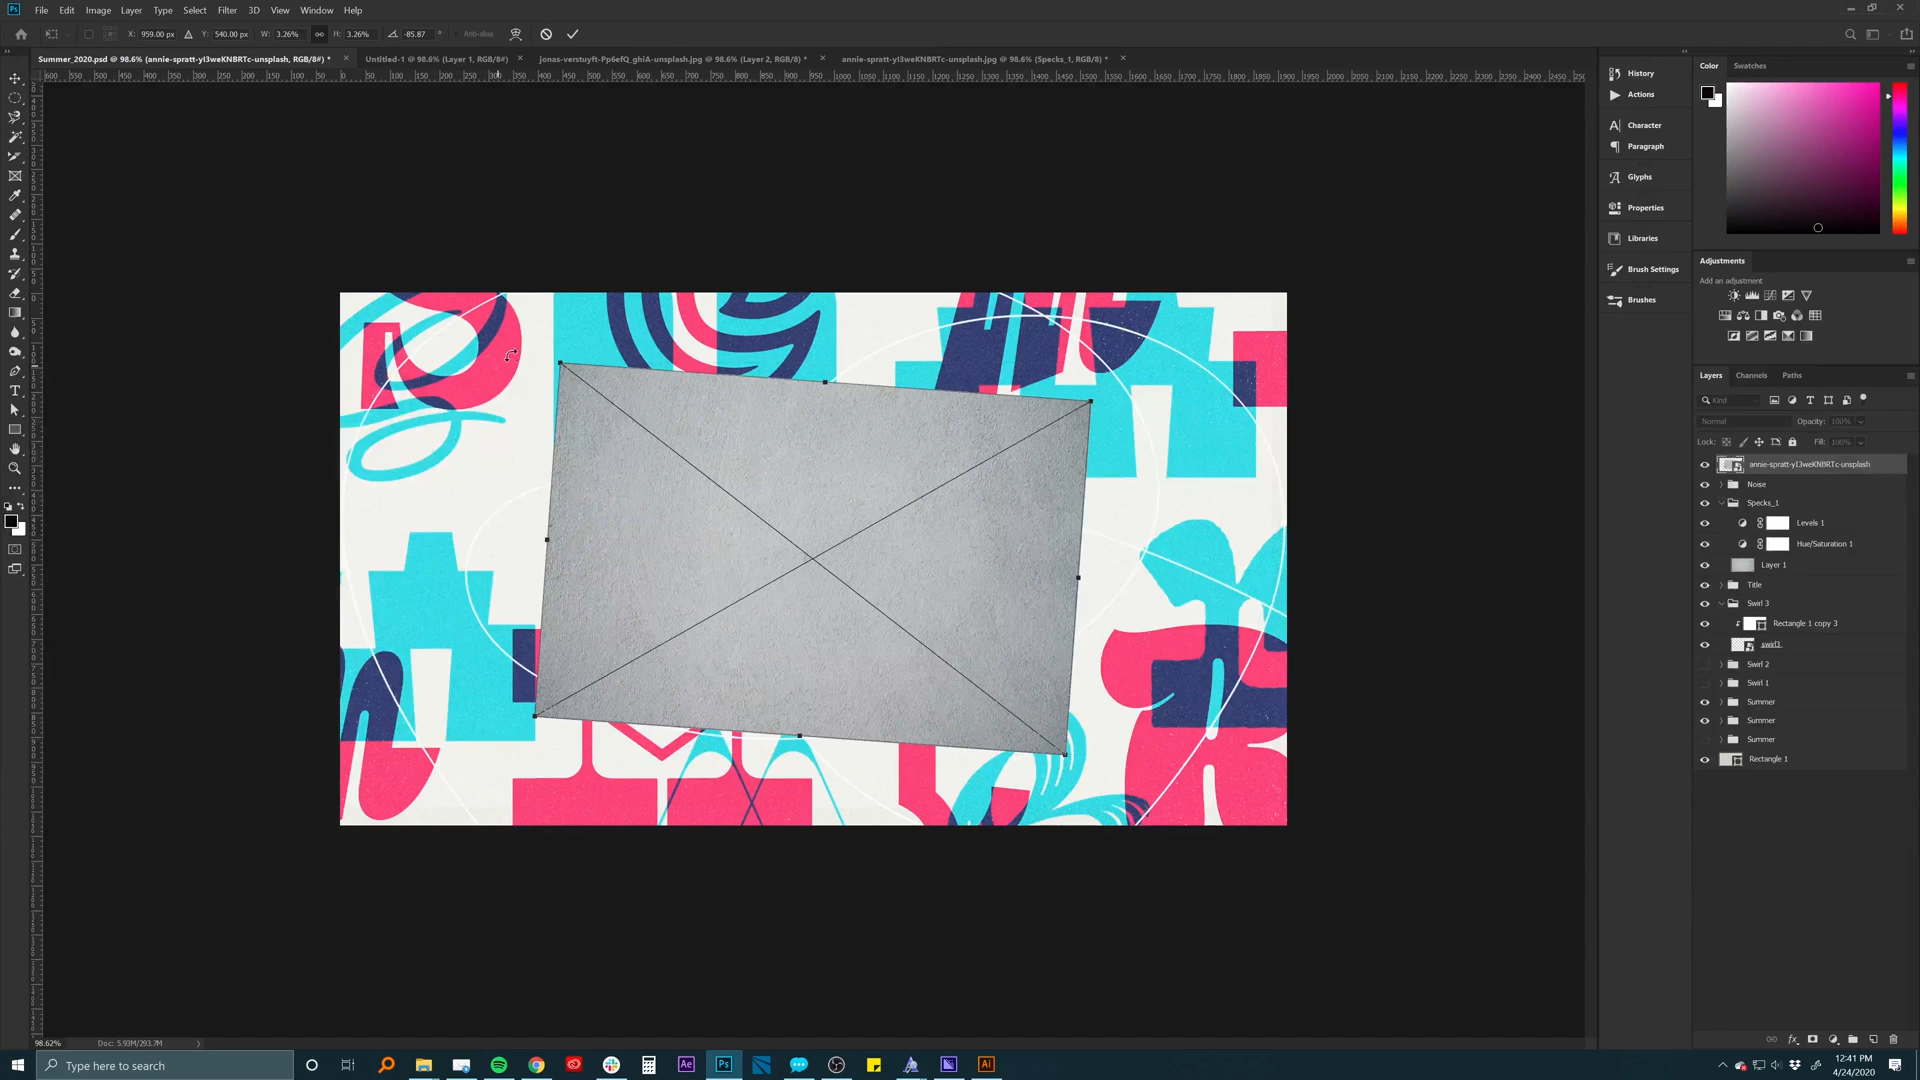 Ps File Edit Image Layer Type Select Filter 3D View Window Help
X: 959.00 px Y: 540.00 px W: 3.26% H: 3.26% -85.87 ° Anti-alias
Summer_2020.psd @ 98.6% (annie-spratt-yI3weKNBRTc-unsplash, RGB/8#) * Untitled-1 @ 98.6% (Layer 1, RGB/8#) jonas-verstuyft-Pp6efQ_ghiA-unsplash.jpg @ 98.6% (Layer 2, RGB/8) * annie-spratt-yI3weKNBRTc-unsplash.jpg @ 98.6% (Specks_1, RGB/8) *
History
Actions
Character
Paragraph
Glyphs
Properties
Libraries
Brush Settings
Brushes
Color Swatches
Adjustments
Add an adjustment
Layers Channels Paths
Kind
Normal Opacity: 100%
Lock: Fill: 100%
annie-spratt-yI3weKNBRTc-unsplash
Noise
Specks_1
Levels 1
Hue/Saturation 1
Layer 1
Title
Swirl 3
Rectangle 1 copy 3
swirl3
Swirl 2
Swirl 1
Summer
Summer
Summer
Rectangle 1
98.62% Doc: 5.93M/293.7M
Type here to search
Ae Ps Ai
12:41 PM
4/24/2020